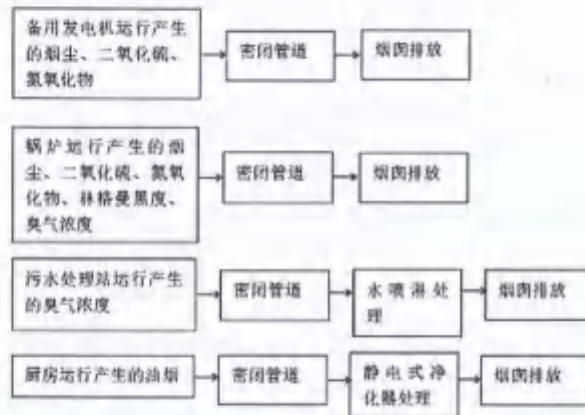 备用发电机运行产生
的烟尘、二氧化硫、
氮氧化物
密闭管道
烟囱排放
锅炉运行产生的烟
尘、二氧化硫、氮氧
化物、林格曼黑度、
臭气浓度
密闭管道
烟囱排放
污水处理站运行产生
的臭气浓度
密闭管道
水喷淋处
理
烟囱排放
厨房运行产生的油烟
密闭管道
静电式净
化器处理
烟囱排放